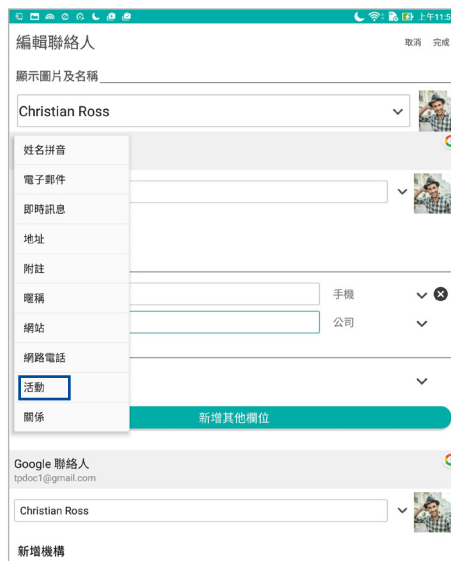 上午11:5
編輯聯絡人
取消 完成
顯示圖片及名稱
Christian Ross
姓名拼音
電子郵件
即時訊息
地址
附註
暱稱
手機
網站
公司
網路電話
活動
關係
新增其他欄位
Google 聯絡人
tpdoc1@gmail.com
Christian Ross
新增機構